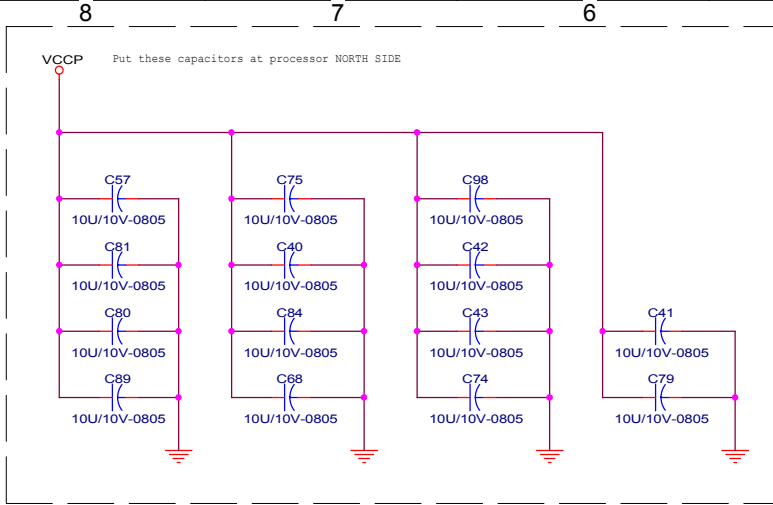 8 7 6
VCCP Put these capacitors at processor NORTH SIDE
C57 C75 C98
10U/10V-0805 10U/10V-0805 10U/10V-0805
C81 C40 C42
10U/10V-0805 10U/10V-0805 10U/10V-0805
C80 C84 C43 C41
10U/10V-0805 10U/10V-0805 10U/10V-0805 10U/10V-0805
C89 C68 C74 C79
10U/10V-0805 10U/10V-0805 10U/10V-0805 10U/10V-0805